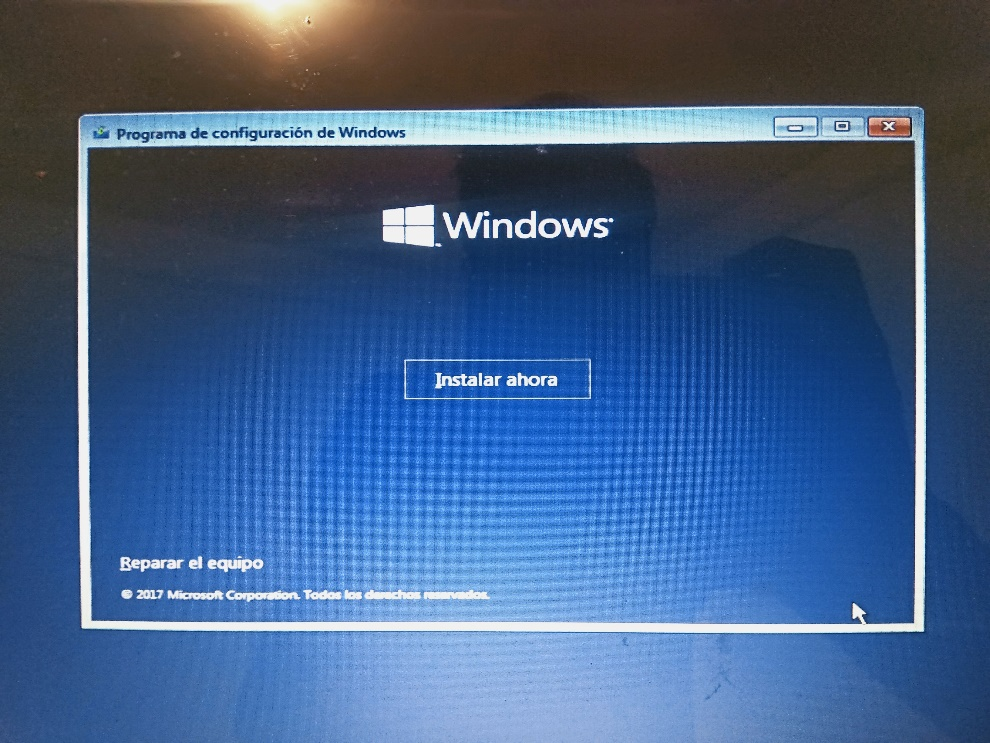 Programa de configuración de Windows
Windows
Instalar ahora
Reparar el equipo
© 2017 Microsoft Corporation. Todos los derechos reservados.